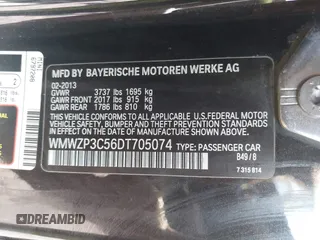 MFD BY BAYERISCHE MOTOREN WERKE AG
02-2013
GVWR 3737 lbs 1695 kg
GAWR FRONT 2017 lbs 915 kg
GAWR REAR 1786 lbs 810 kg
THIS VEHICLE CONFORMS TO ALL APPLICABLE U.S. FEDERAL MOTOR
VEHICLE SAFETY, BUMPER, AND THEFT PREVENTION STANDARDS
IN EFFECT ON THE DATE OF MANUFACTURE SHOWN ABOVE.
WMWZP3C56DT705074 TYPE: PASSENGER CAR
B49/8
7 315 814
AUTOBIDMASTER